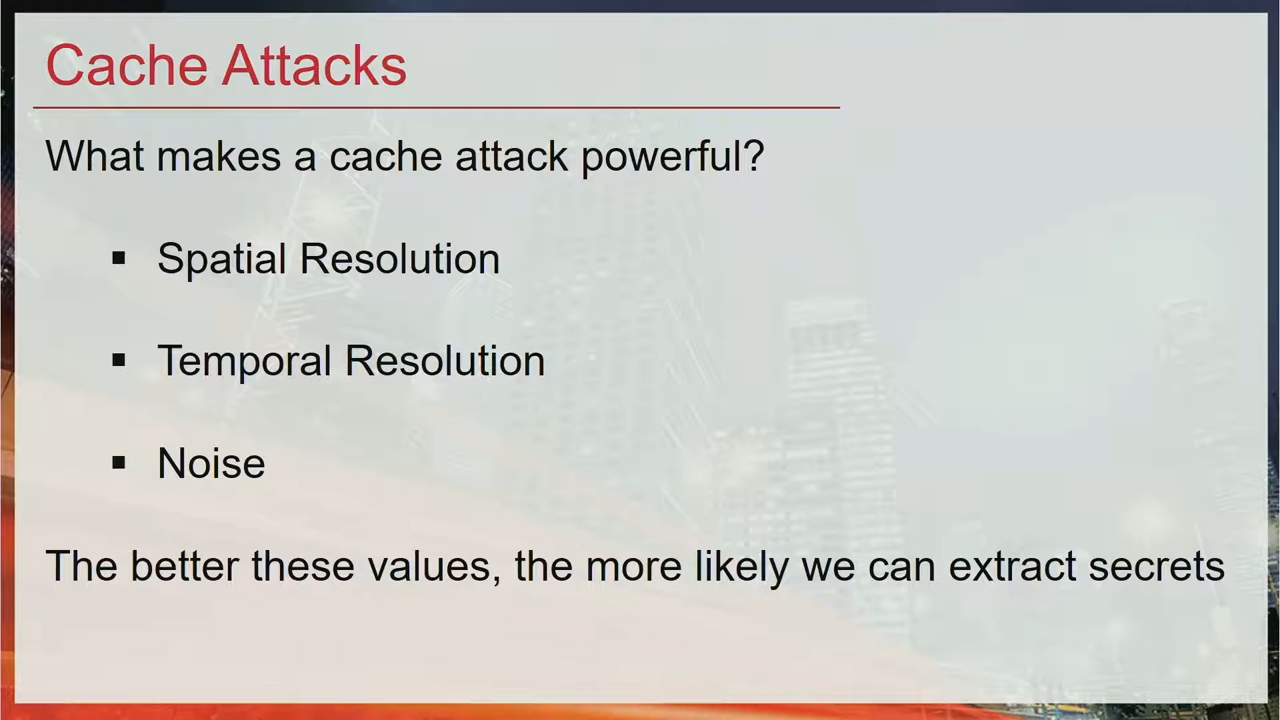 Cache Attacks
What makes a cache attack powerful?
▪ Spatial Resolution
▪ Temporal Resolution
▪ Noise
The better these values, the more likely we can extract secrets